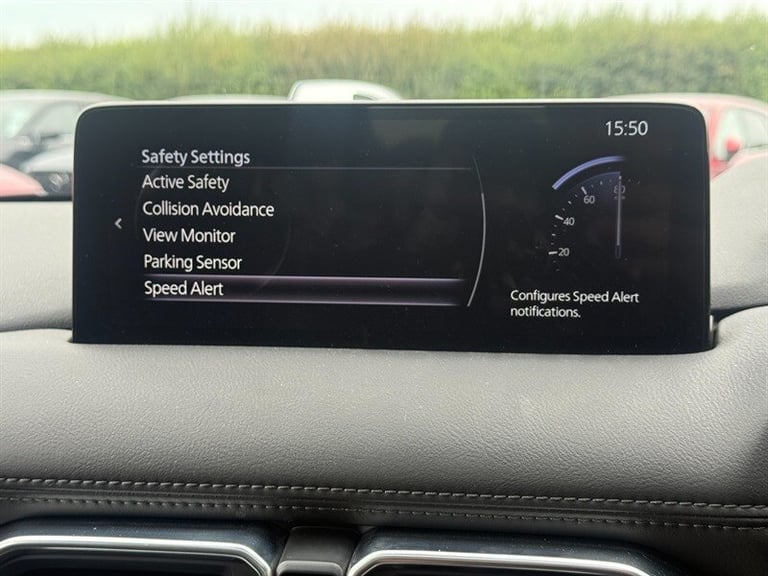 15:50
Safety Settings
Active Safety
Collision Avoidance
View Monitor
Parking Sensor
Speed Alert
80
60
40
20
Configures Speed Alert
notifications.